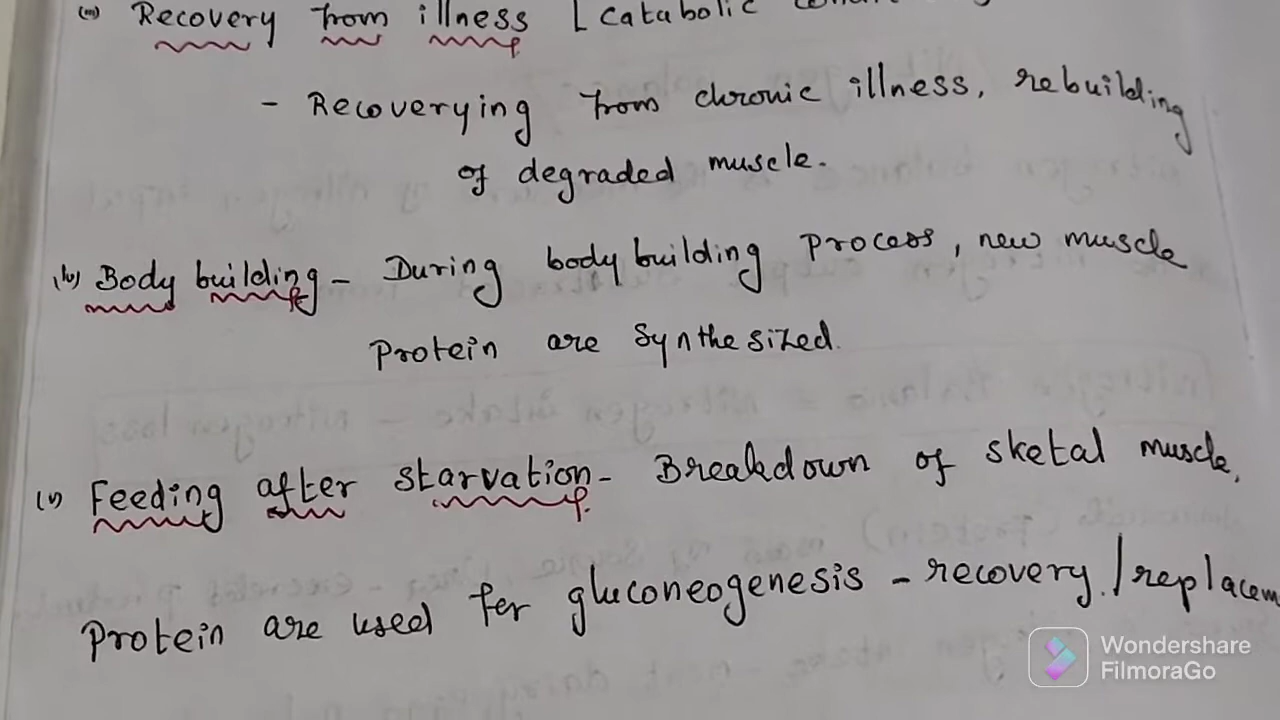 (iii) Recovery from illness [catabolic
- Recoverying from chronic illness, rebuilding
of degraded muscle.
(iv) Body building - During body building process, new muscle
Protein are synthesized.
(v) Feeding after starvation - Breakdown of sketal muscle,
Protein are used for gluconeogenesis - recovery/replacem
Wondershare
FilmoraGo